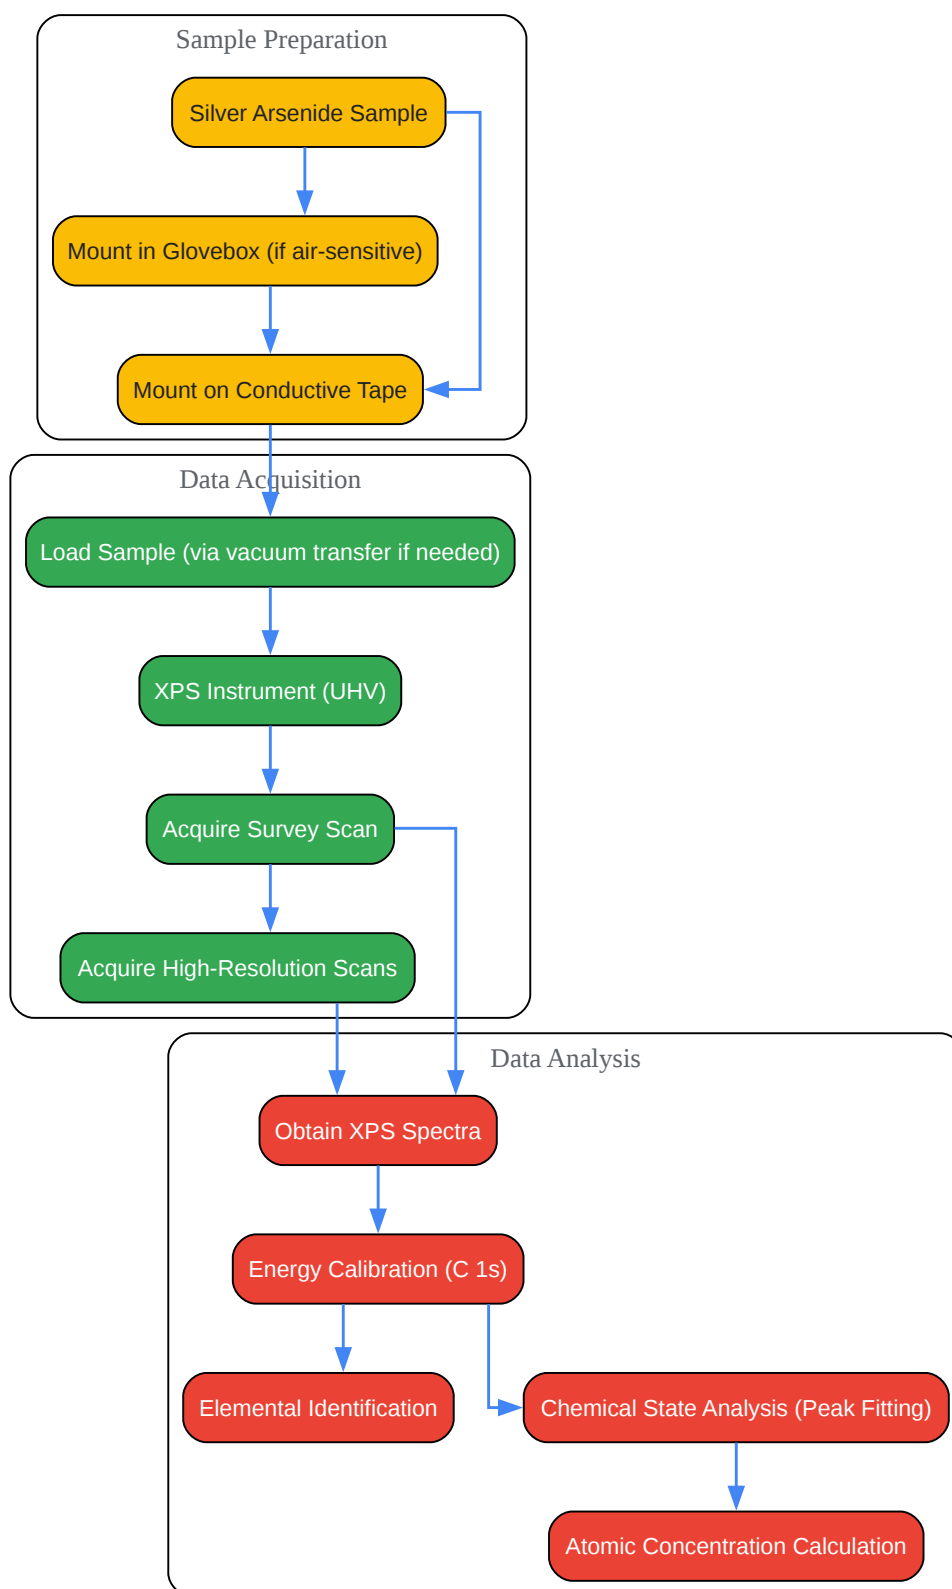 Sample Preparation
Silver Arsenide Sample
Mount in Glovebox (if air-sensitive)
Mount on Conductive Tape
Data Acquisition
Load Sample (via vacuum transfer if needed)
XPS Instrument (UHV)
Acquire Survey Scan
Acquire High-Resolution Scans
Data Analysis
Obtain XPS Spectra
Energy Calibration (C 1s)
Elemental Identification
Chemical State Analysis (Peak Fitting)
Atomic Concentration Calculation